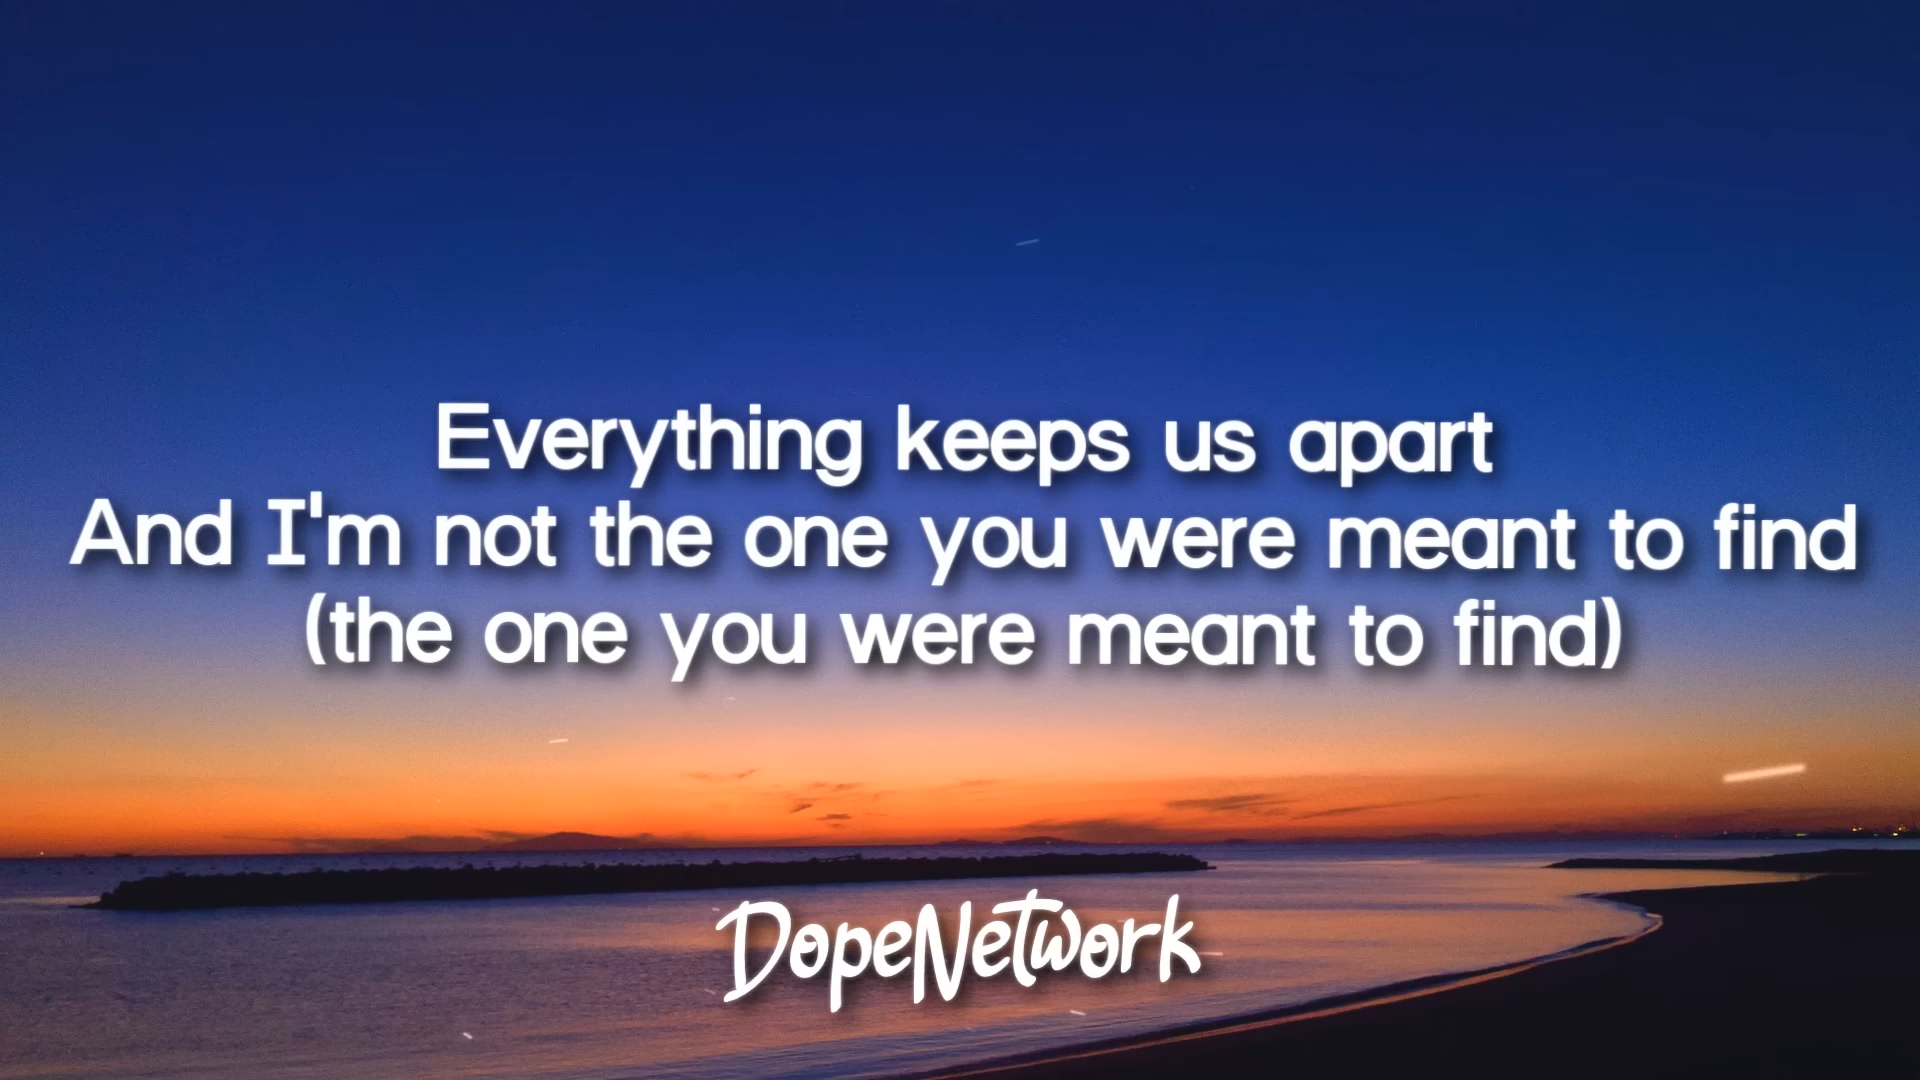 Everything keeps us apart
And I'm not the one you were meant to find
(the one you were meant to find)
DopeNetwork